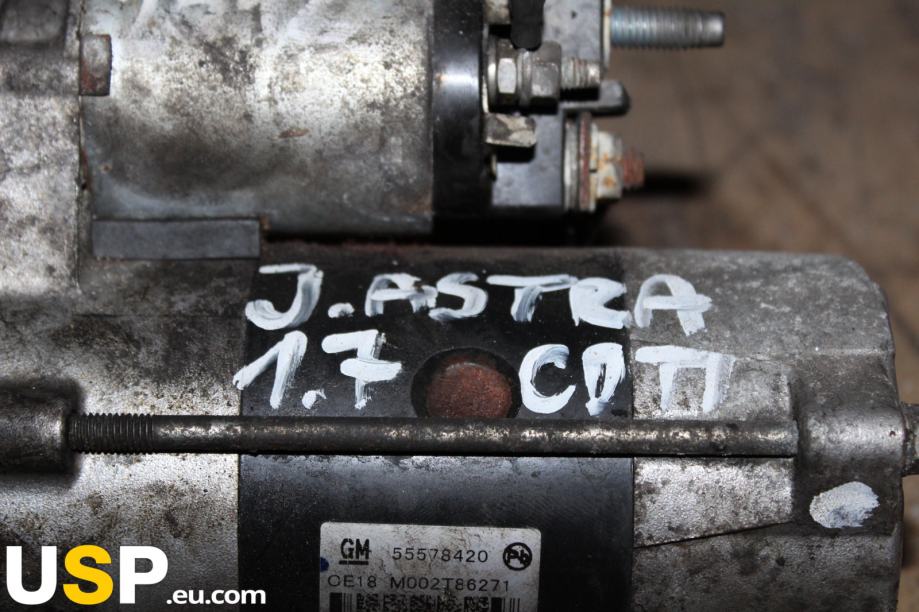 J.ASTRA
1.7 CDTI
GM 55578420 Pb
CE18 M002T86271
USP.eu.com